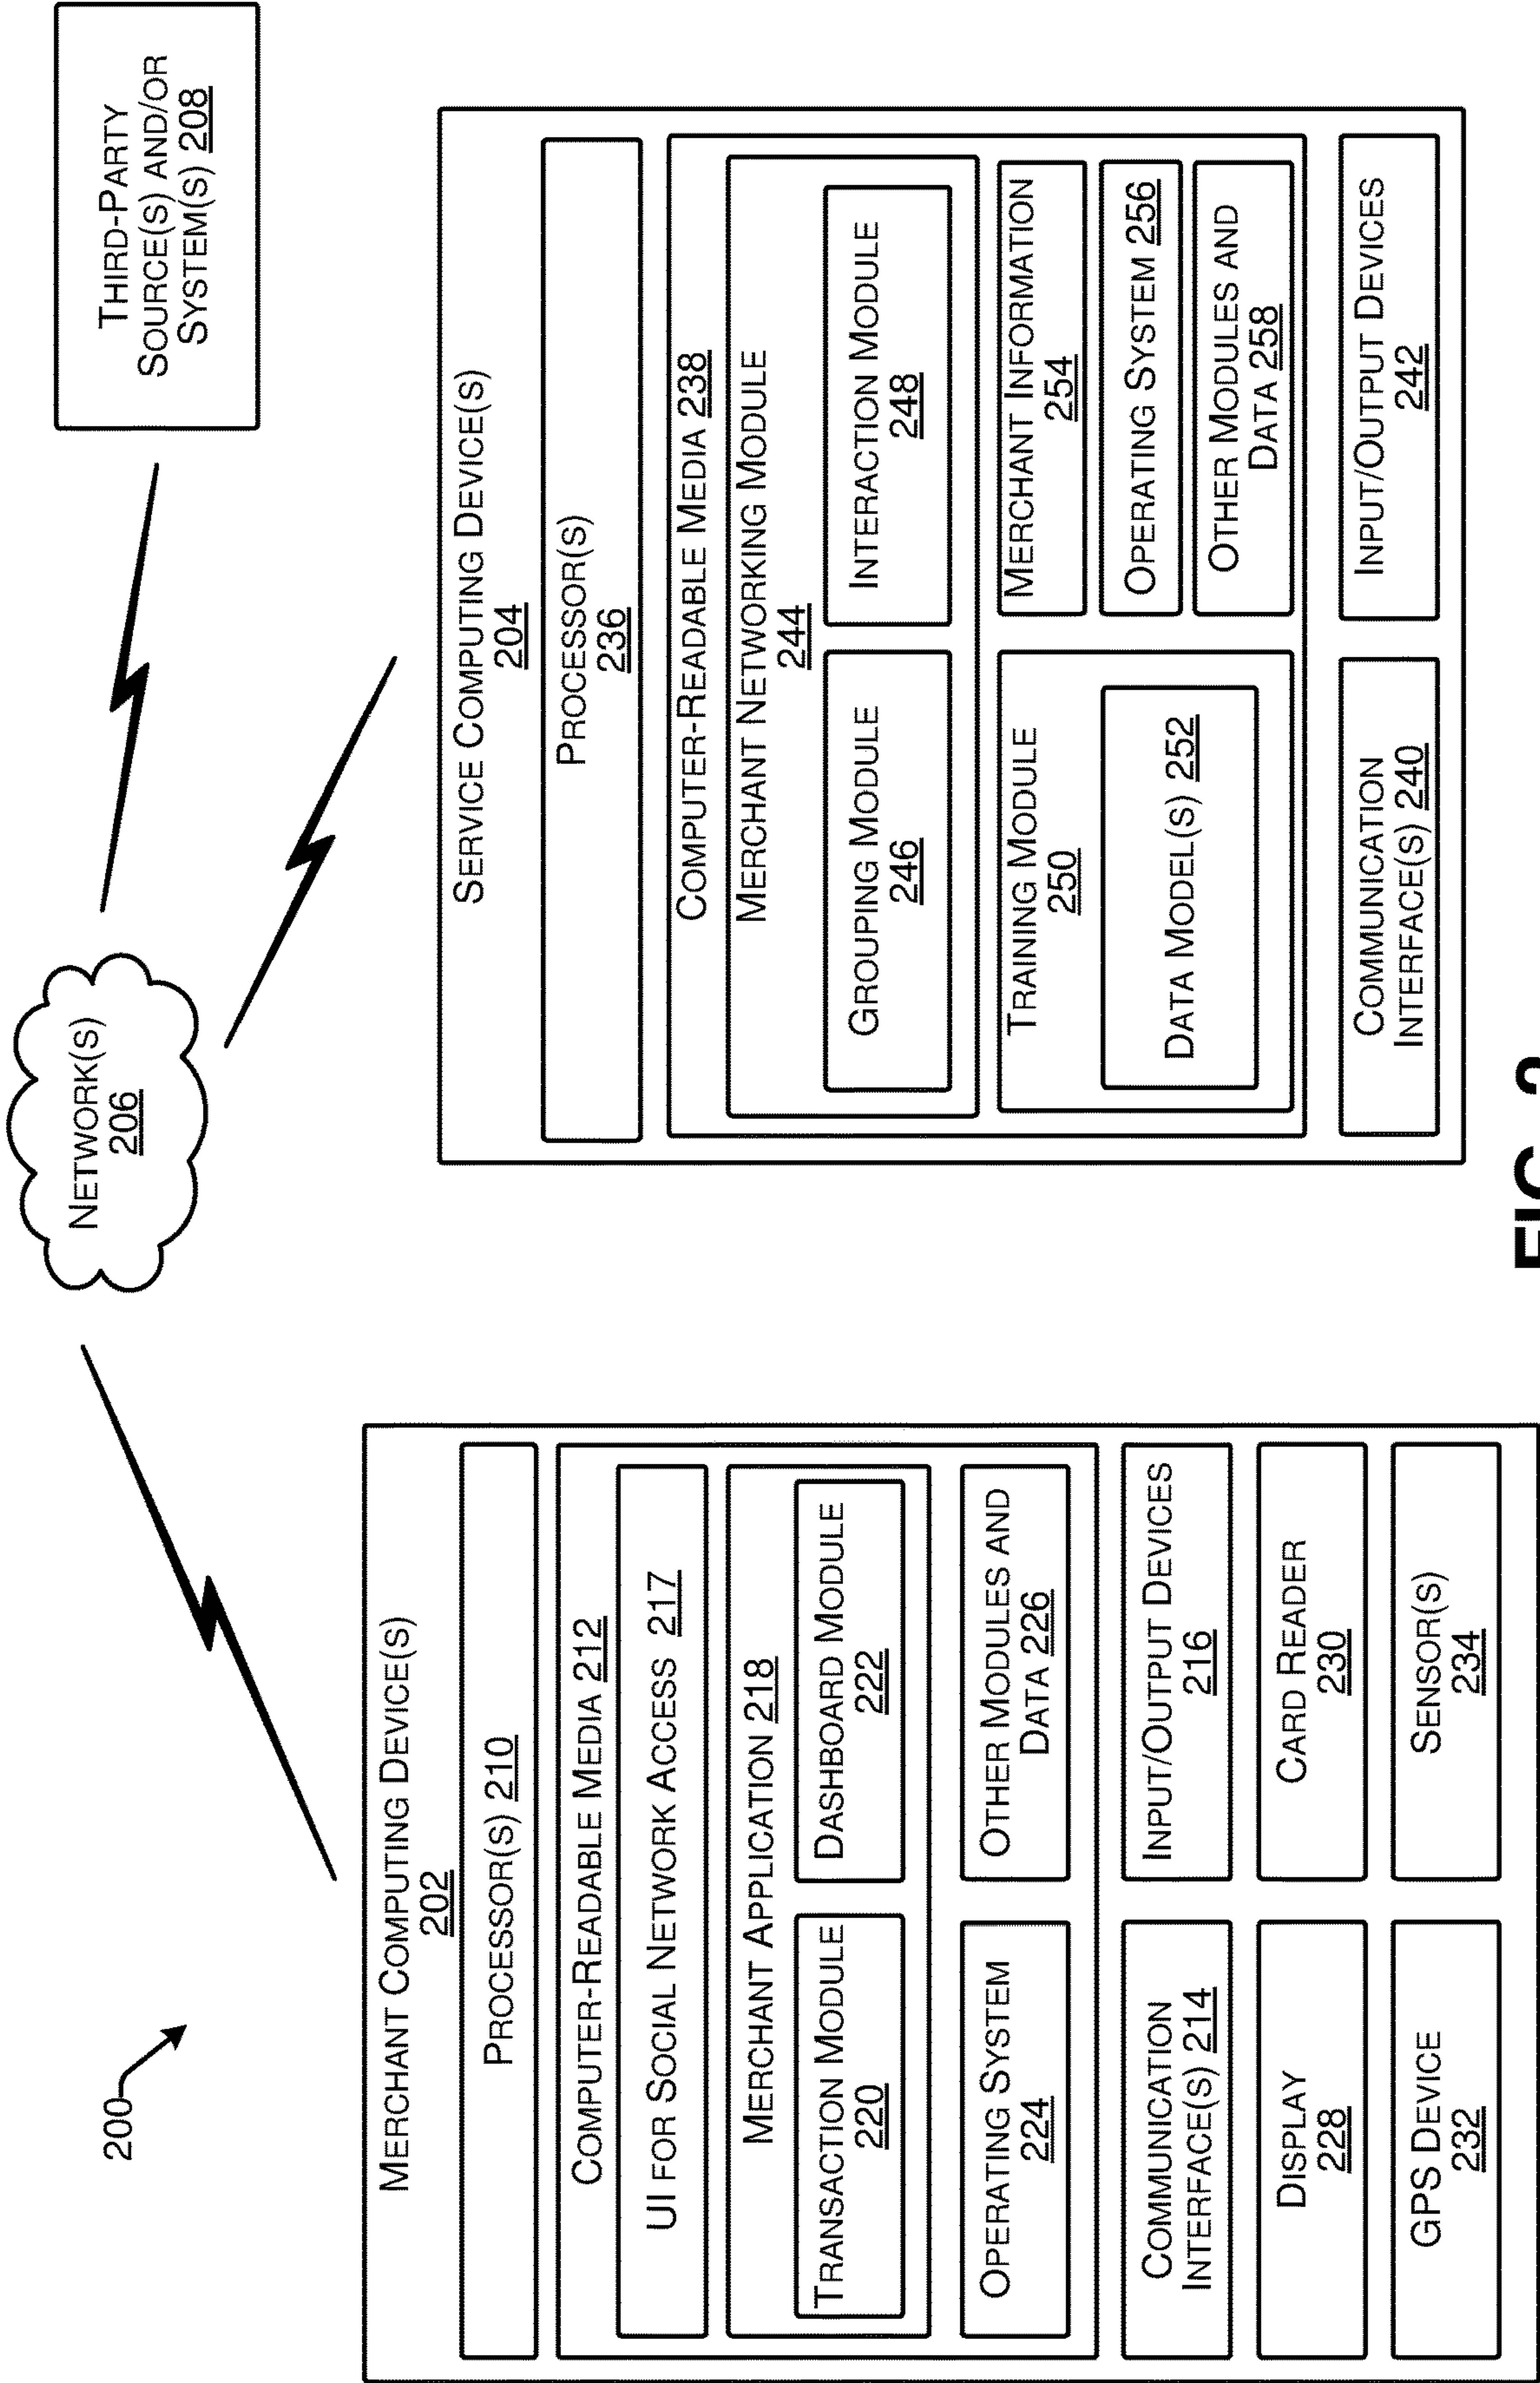 200
NETWORK(S)
206
THIRD-PARTY
SOURCE(S) AND/OR
SYSTEM(S) 208
MERCHANT COMPUTING DEVICE(S)
202
PROCESSOR(S) 210
COMPUTER-READABLE MEDIA 212
UI FOR SOCIAL NETWORK ACCESS 217
MERCHANT APPLICATION 218
TRANSACTION MODULE
220
DASHBOARD MODULE
222
OPERATING SYSTEM
224
OTHER MODULES AND
DATA 226
COMMUNICATION
INTERFACE(S) 214
INPUT/OUTPUT DEVICES
216
DISPLAY
228
CARD READER
230
GPS DEVICE
232
SENSOR(S)
234
SERVICE COMPUTING DEVICE(S)
204
PROCESSOR(S)
236
COMPUTER-READABLE MEDIA 238
MERCHANT NETWORKING MODULE
244
GROUPING MODULE
246
INTERACTION MODULE
248
TRAINING MODULE
250
DATA MODEL(S) 252
MERCHANT INFORMATION
254
OPERATING SYSTEM 256
OTHER MODULES AND
DATA 258
COMMUNICATION
INTERFACE(S) 240
INPUT/OUTPUT DEVICES
242